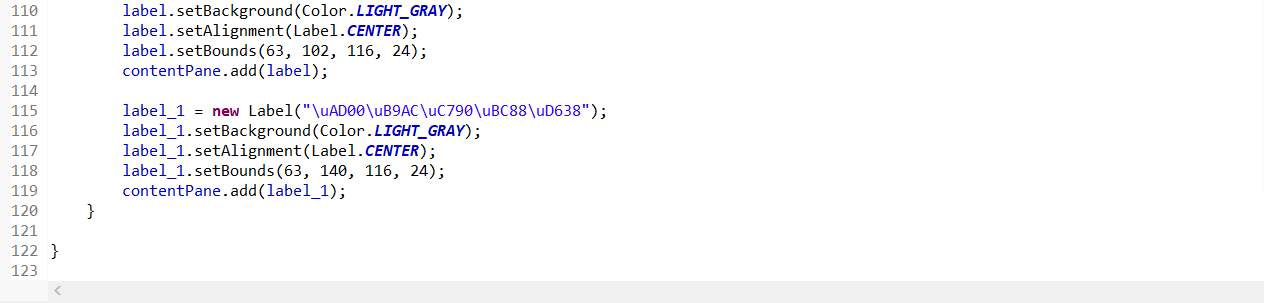 110 label.setBackground(Color.LIGHT_GRAY);
111 label.setAlignment(Label.CENTER);
112 label.setBounds(63, 102, 116, 24);
113 contentPane.add(label);
114
115 label_1 = new Label("\uAD00\uB9AC\uC790\uBC88\uD638");
116 label_1.setBackground(Color.LIGHT_GRAY);
117 label_1.setAlignment(Label.CENTER);
118 label_1.setBounds(63, 140, 116, 24);
119 contentPane.add(label_1);
120 }
121
122 }
123